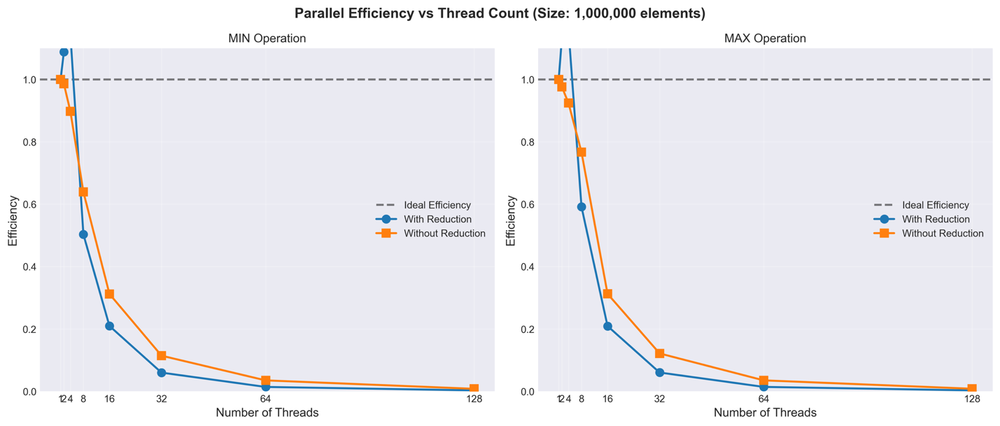 Parallel Efficiency vs Thread Count (Size: 1,000,000 elements)
MIN Operation
Efficiency
1.0
0.8
0.6
0.4
0.2
0.0
1 2 4 8 16 32 64 128
Number of Threads
Ideal Efficiency
With Reduction
Without Reduction
MAX Operation
Efficiency
1.0
0.8
0.6
0.4
0.2
0.0
1 2 4 8 16 32 64 128
Number of Threads
Ideal Efficiency
With Reduction
Without Reduction